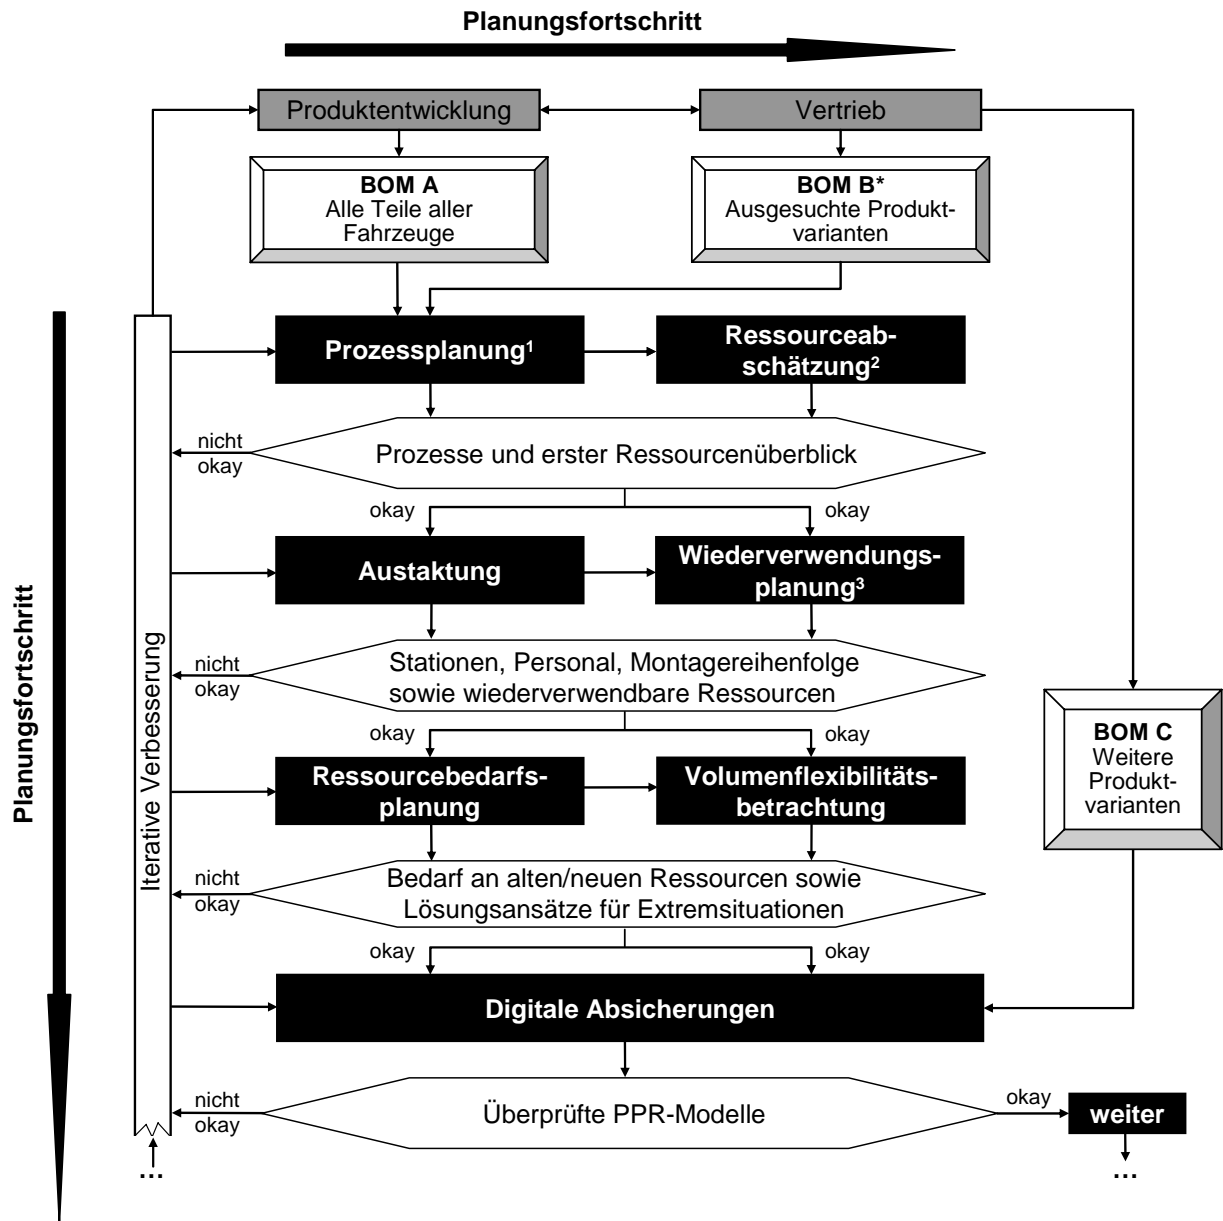 Planungsfortschritt
Produktentwicklung
Vertrieb
BOM A
Alle Teile aller
Fahrzeuge
BOM B*
Ausgesuchte Produkt-
varianten
Planungsfortschritt
Iterative Verbesserung
Prozessplanung¹
Ressourceab-
schätzung²
nicht
okay
Prozesse und erster Ressourcenüberblick
okay
okay
Austaktung
Wiederverwendungs-
planung³
nicht
okay
Stationen, Personal, Montagereihenfolge
sowie wiederverwendbare Ressourcen
okay
okay
BOM C
Weitere
Produkt-
varianten
Ressourcebedarfs-
planung
Volumenflexibilitäts-
betrachtung
nicht
okay
Bedarf an alten/neuen Ressourcen sowie
Lösungsansätze für Extremsituationen
okay
okay
Digitale Absicherungen
nicht
okay
Überprüfte PPR-Modelle
okay
weiter
...
...